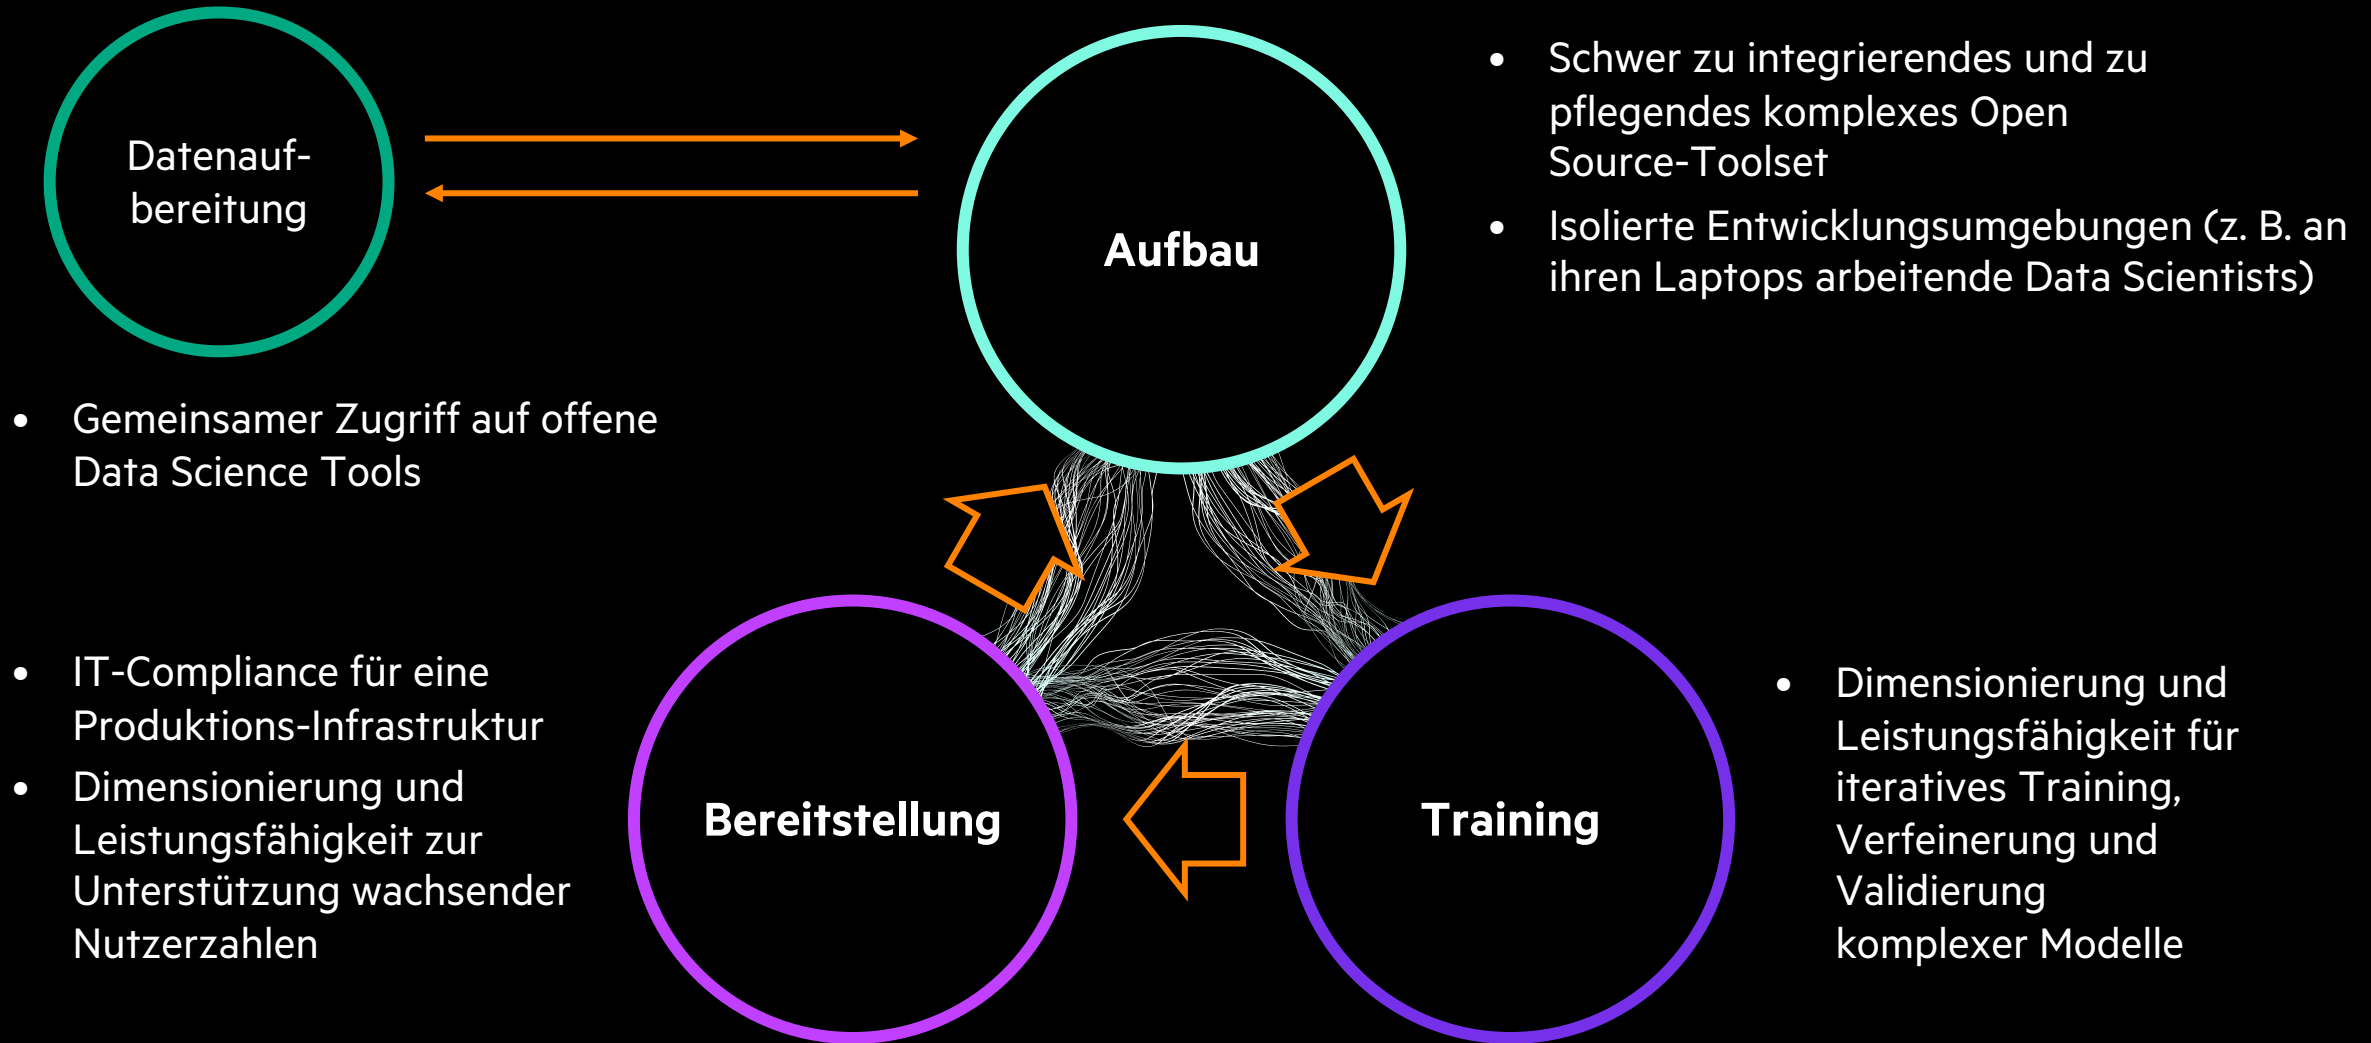 Datenauf-
bereitung
• Gemeinsamer Zugriff auf offene
Data Science Tools
Aufbau
• Schwer zu integrierendes und zu
pflegendes komplexes Open
Source-Toolset
• Isolierte Entwicklungsumgebungen (z. B. an
ihren Laptops arbeitende Data Scientists)
• IT-Compliance für eine
Produktions-Infrastruktur
• Dimensionierung und
Leistungsfähigkeit zur
Unterstützung wachsender
Nutzerzahlen
Bereitstellung
Training
• Dimensionierung und
Leistungsfähigkeit für
iteratives Training,
Verfeinerung und
Validierung
komplexer Modelle